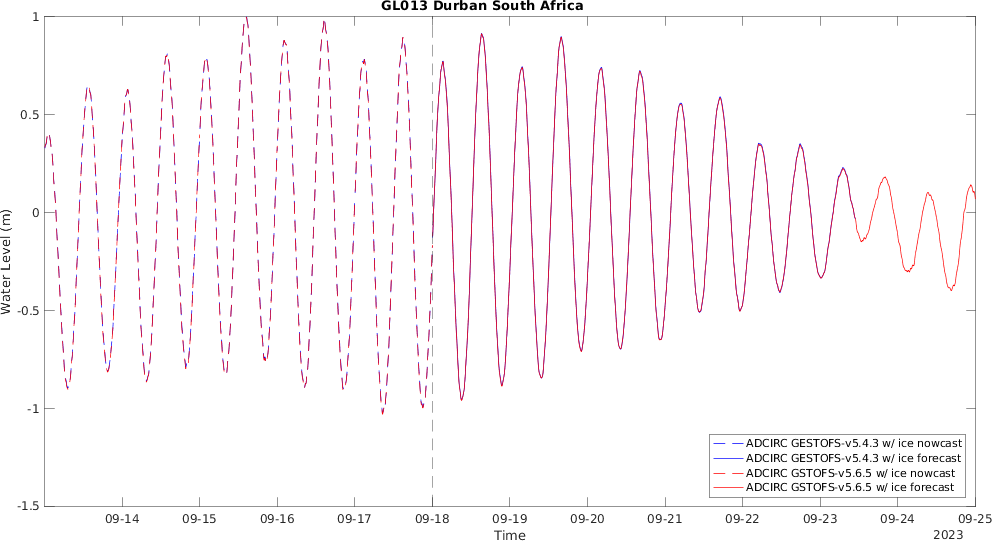 GL013 Durban South Africa
1
0.5
0
-0.5
-1
-1.5
Water Level (m)
ADCIRC GESTOFS-v5.4.3 w/ ice nowcast
ADCIRC GESTOFS-v5.4.3 w/ ice forecast
ADCIRC GSTOFS-v5.6.5 w/ ice nowcast
ADCIRC GSTOFS-v5.6.5 w/ ice forecast
09-14 09-15 09-16 09-17 09-18 09-19 09-20 09-21 09-22 09-23 09-24 09-25
Time
2023